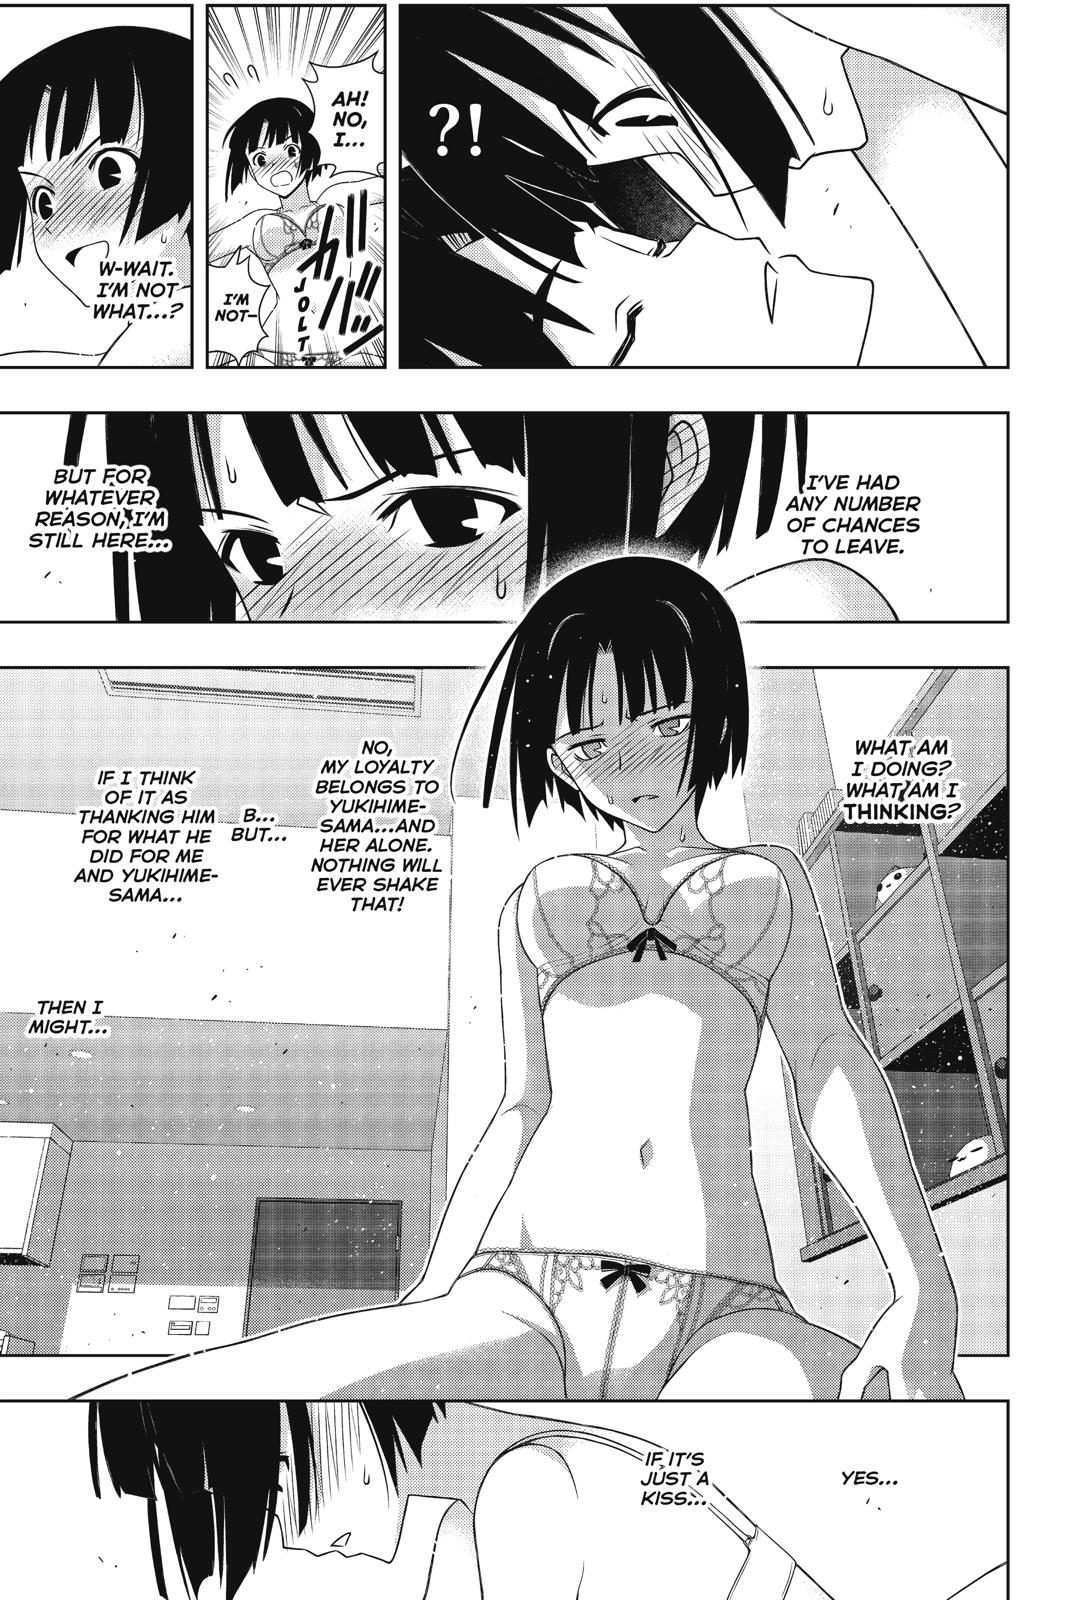 ?!
AH!
NO,
I...
ガバッ
JOLT
I'M
NOT–
W-WAIT.
I'M NOT
WHAT...?
I'VE HAD
ANY NUMBER
OF CHANCES
TO LEAVE.
BUT FOR
WHATEVER
REASON, I'M
STILL HERE...
WHAT AM
I DOING?
WHAT AM I
THINKING?
NO,
MY LOYALTY
BELONGS TO
YUKIHIME-
SAMA...AND
HER ALONE.
NOTHING WILL
EVER SHAKE
THAT!
B...
BUT...
IF I THINK
OF IT AS
THANKING HIM
FOR WHAT HE
DID FOR ME
AND YUKIHIME-
SAMA...
THEN I
MIGHT...
YES...
IF IT'S
JUST A
KISS...